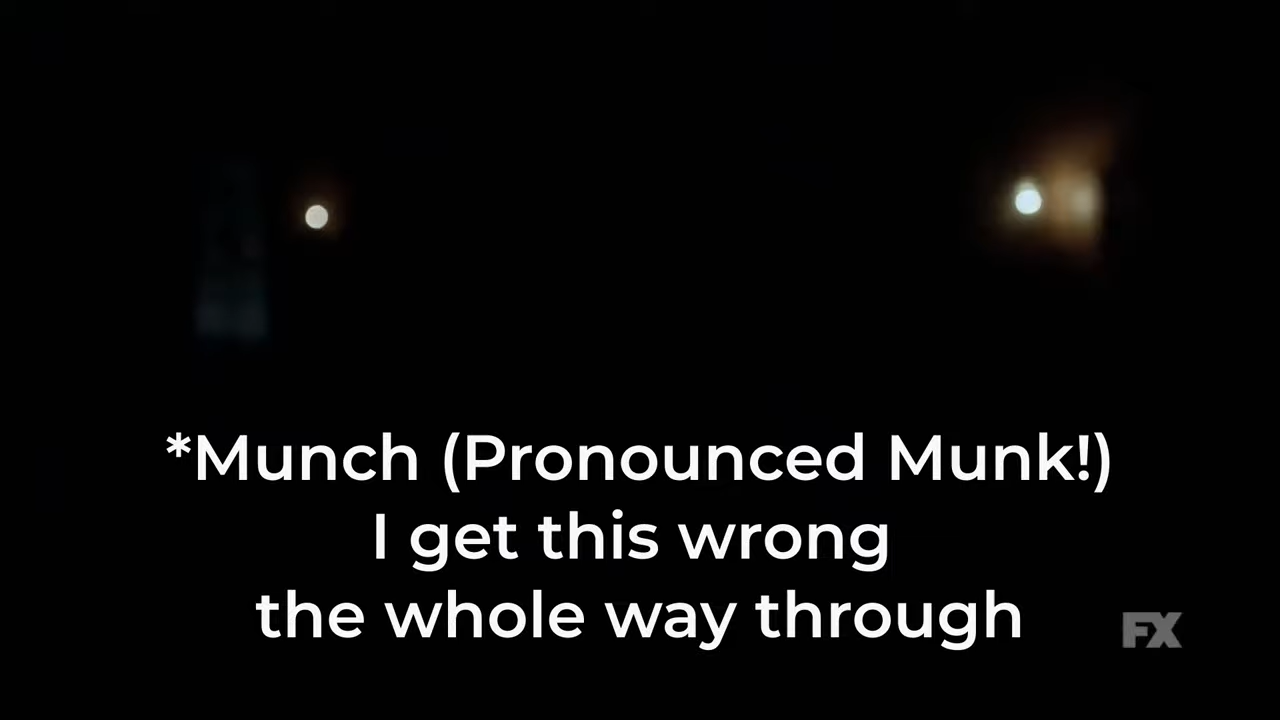 *Munch (Pronounced Munk!)
I get this wrong
the whole way through
FX